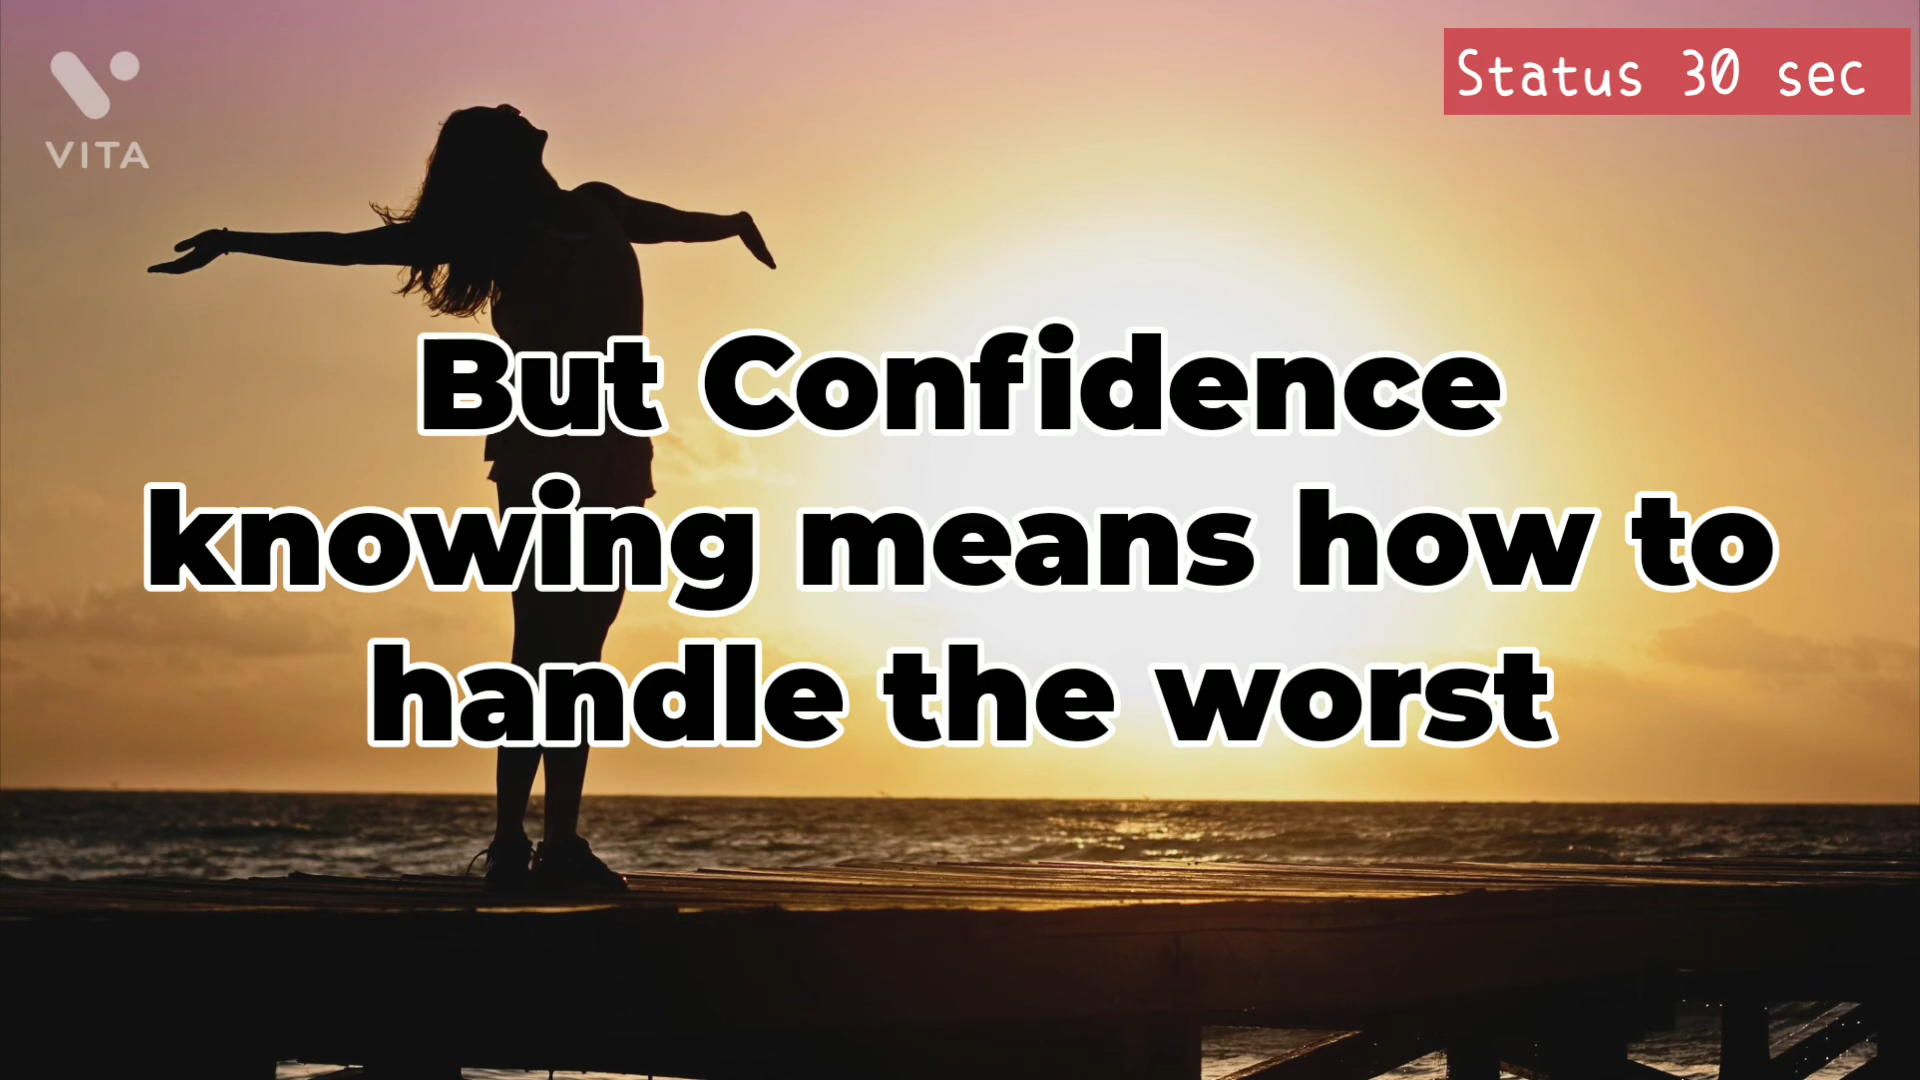 VITA
Status 30 sec
But Confidence
knowing means how to
handle the worst